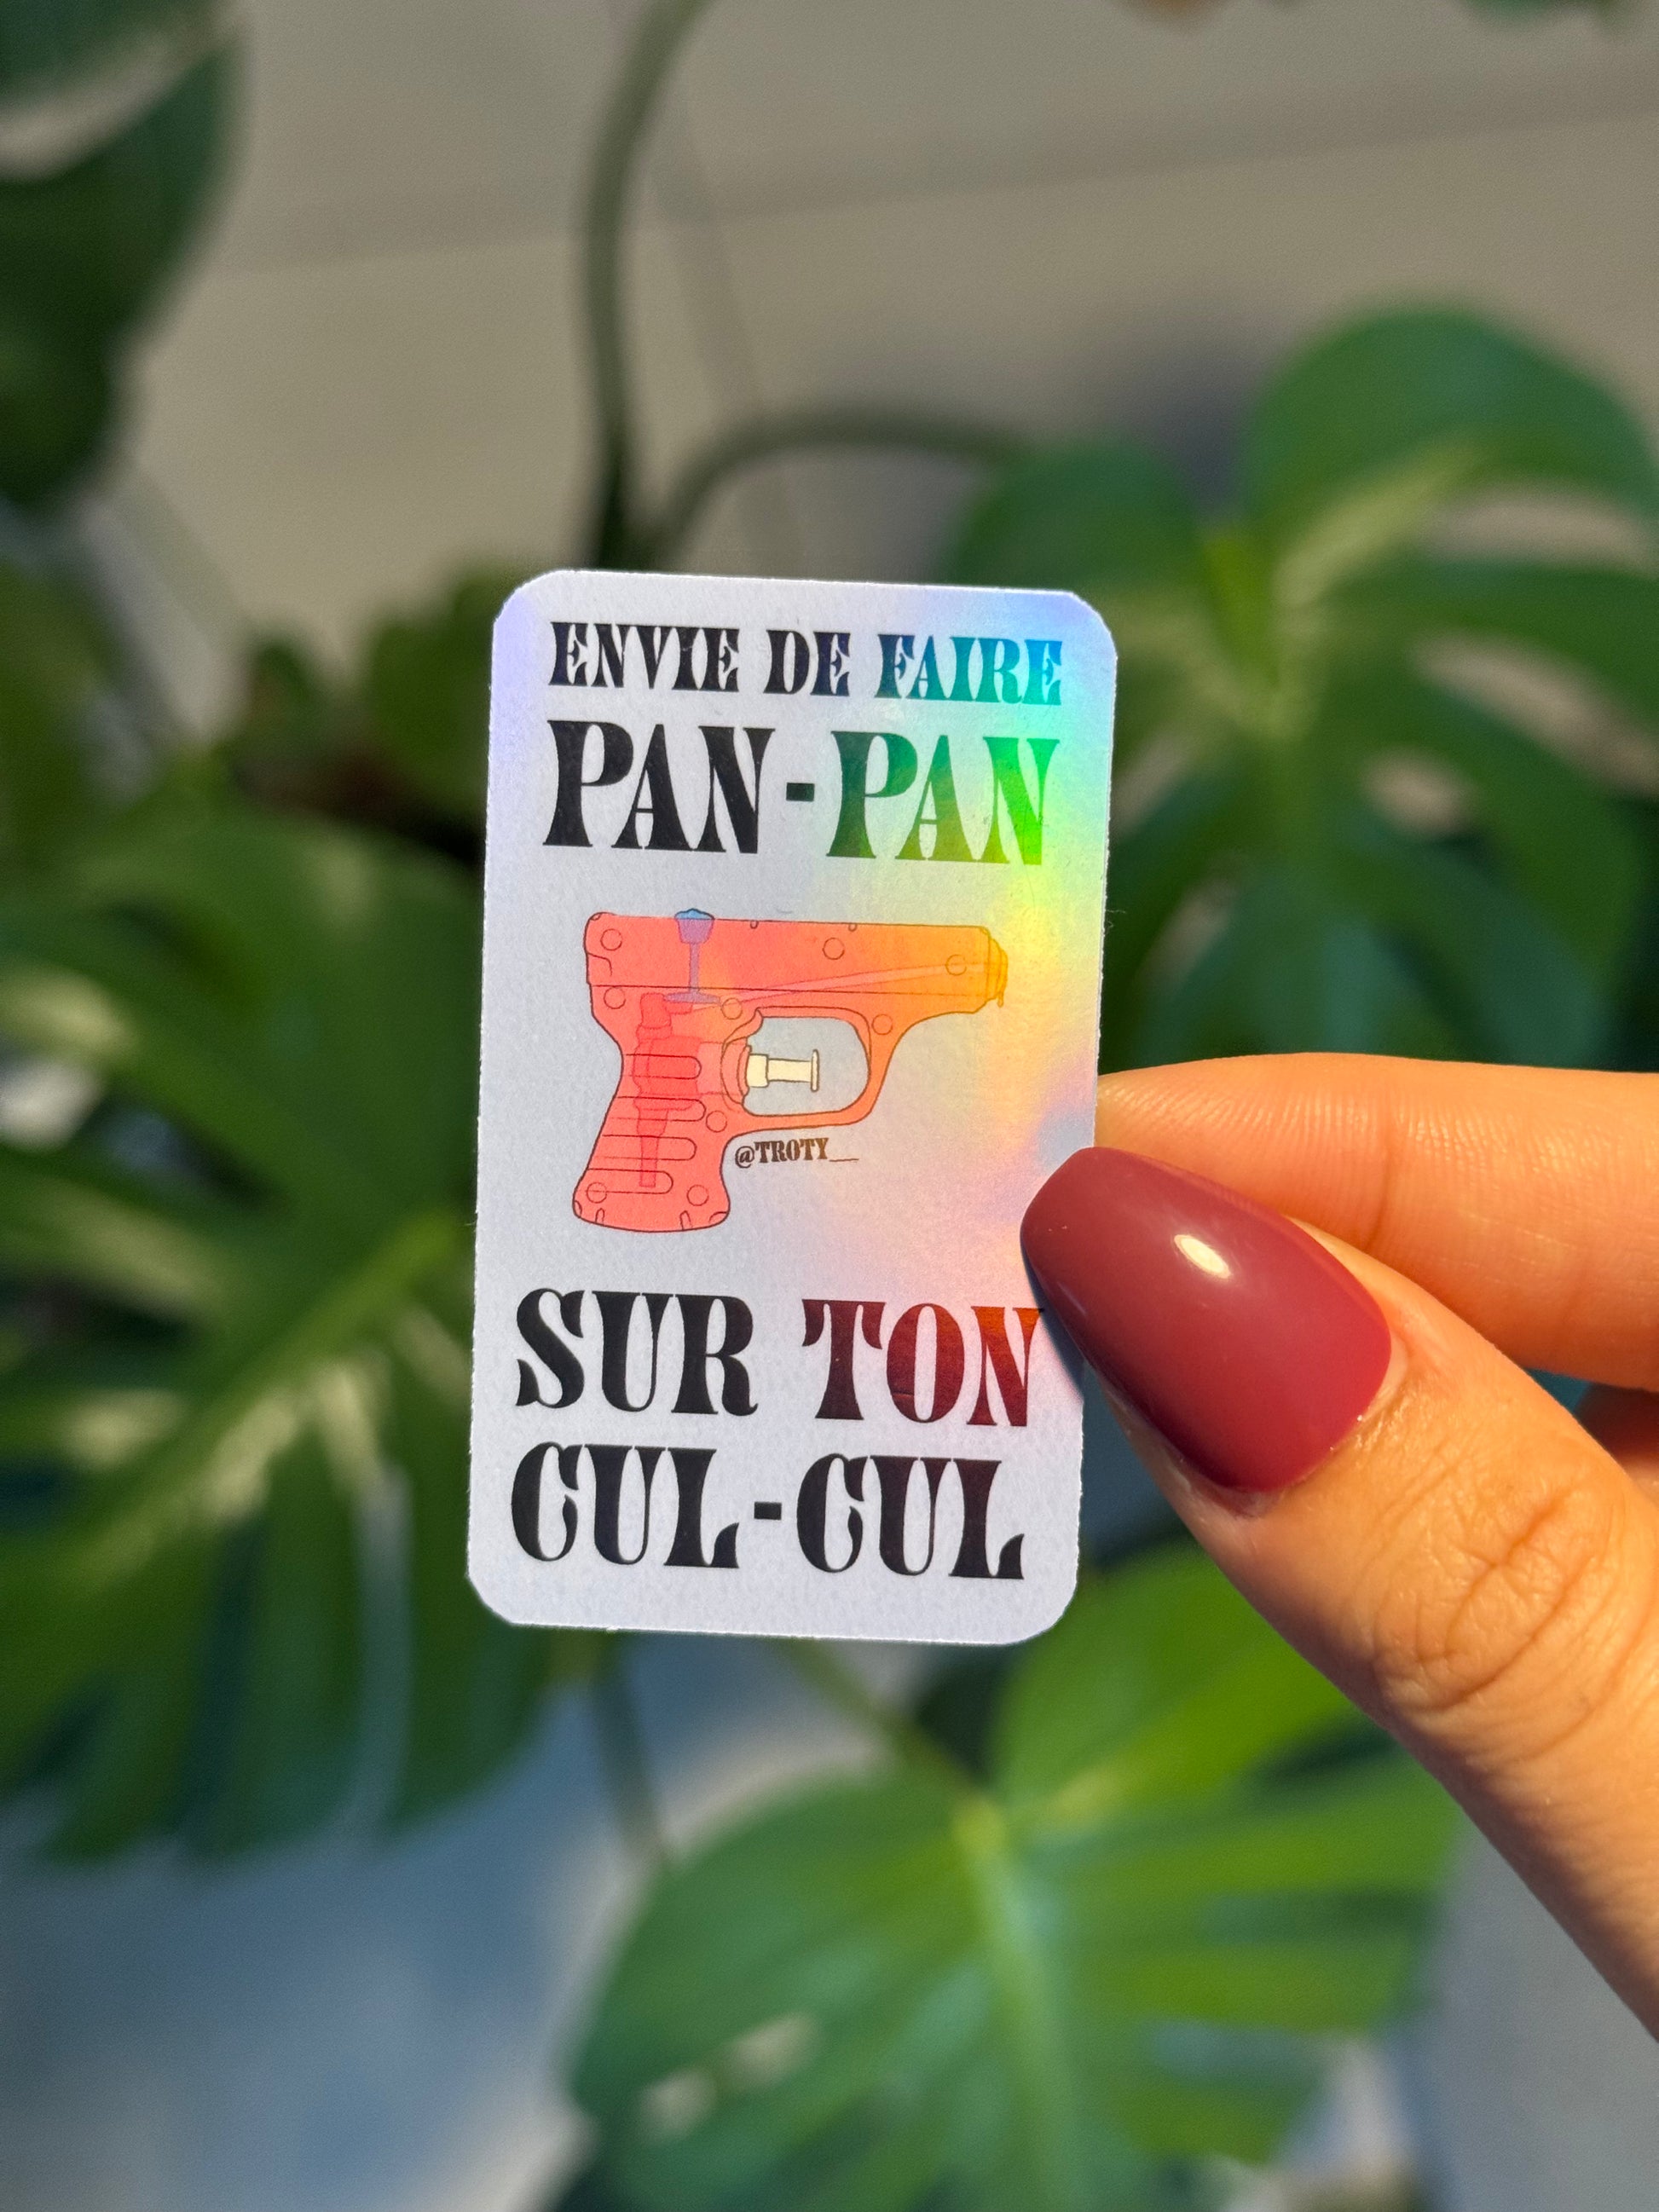 ENVIE DE FAIRE
PAN-PAN
@TROTY__
SUR TON
CUL-CUL